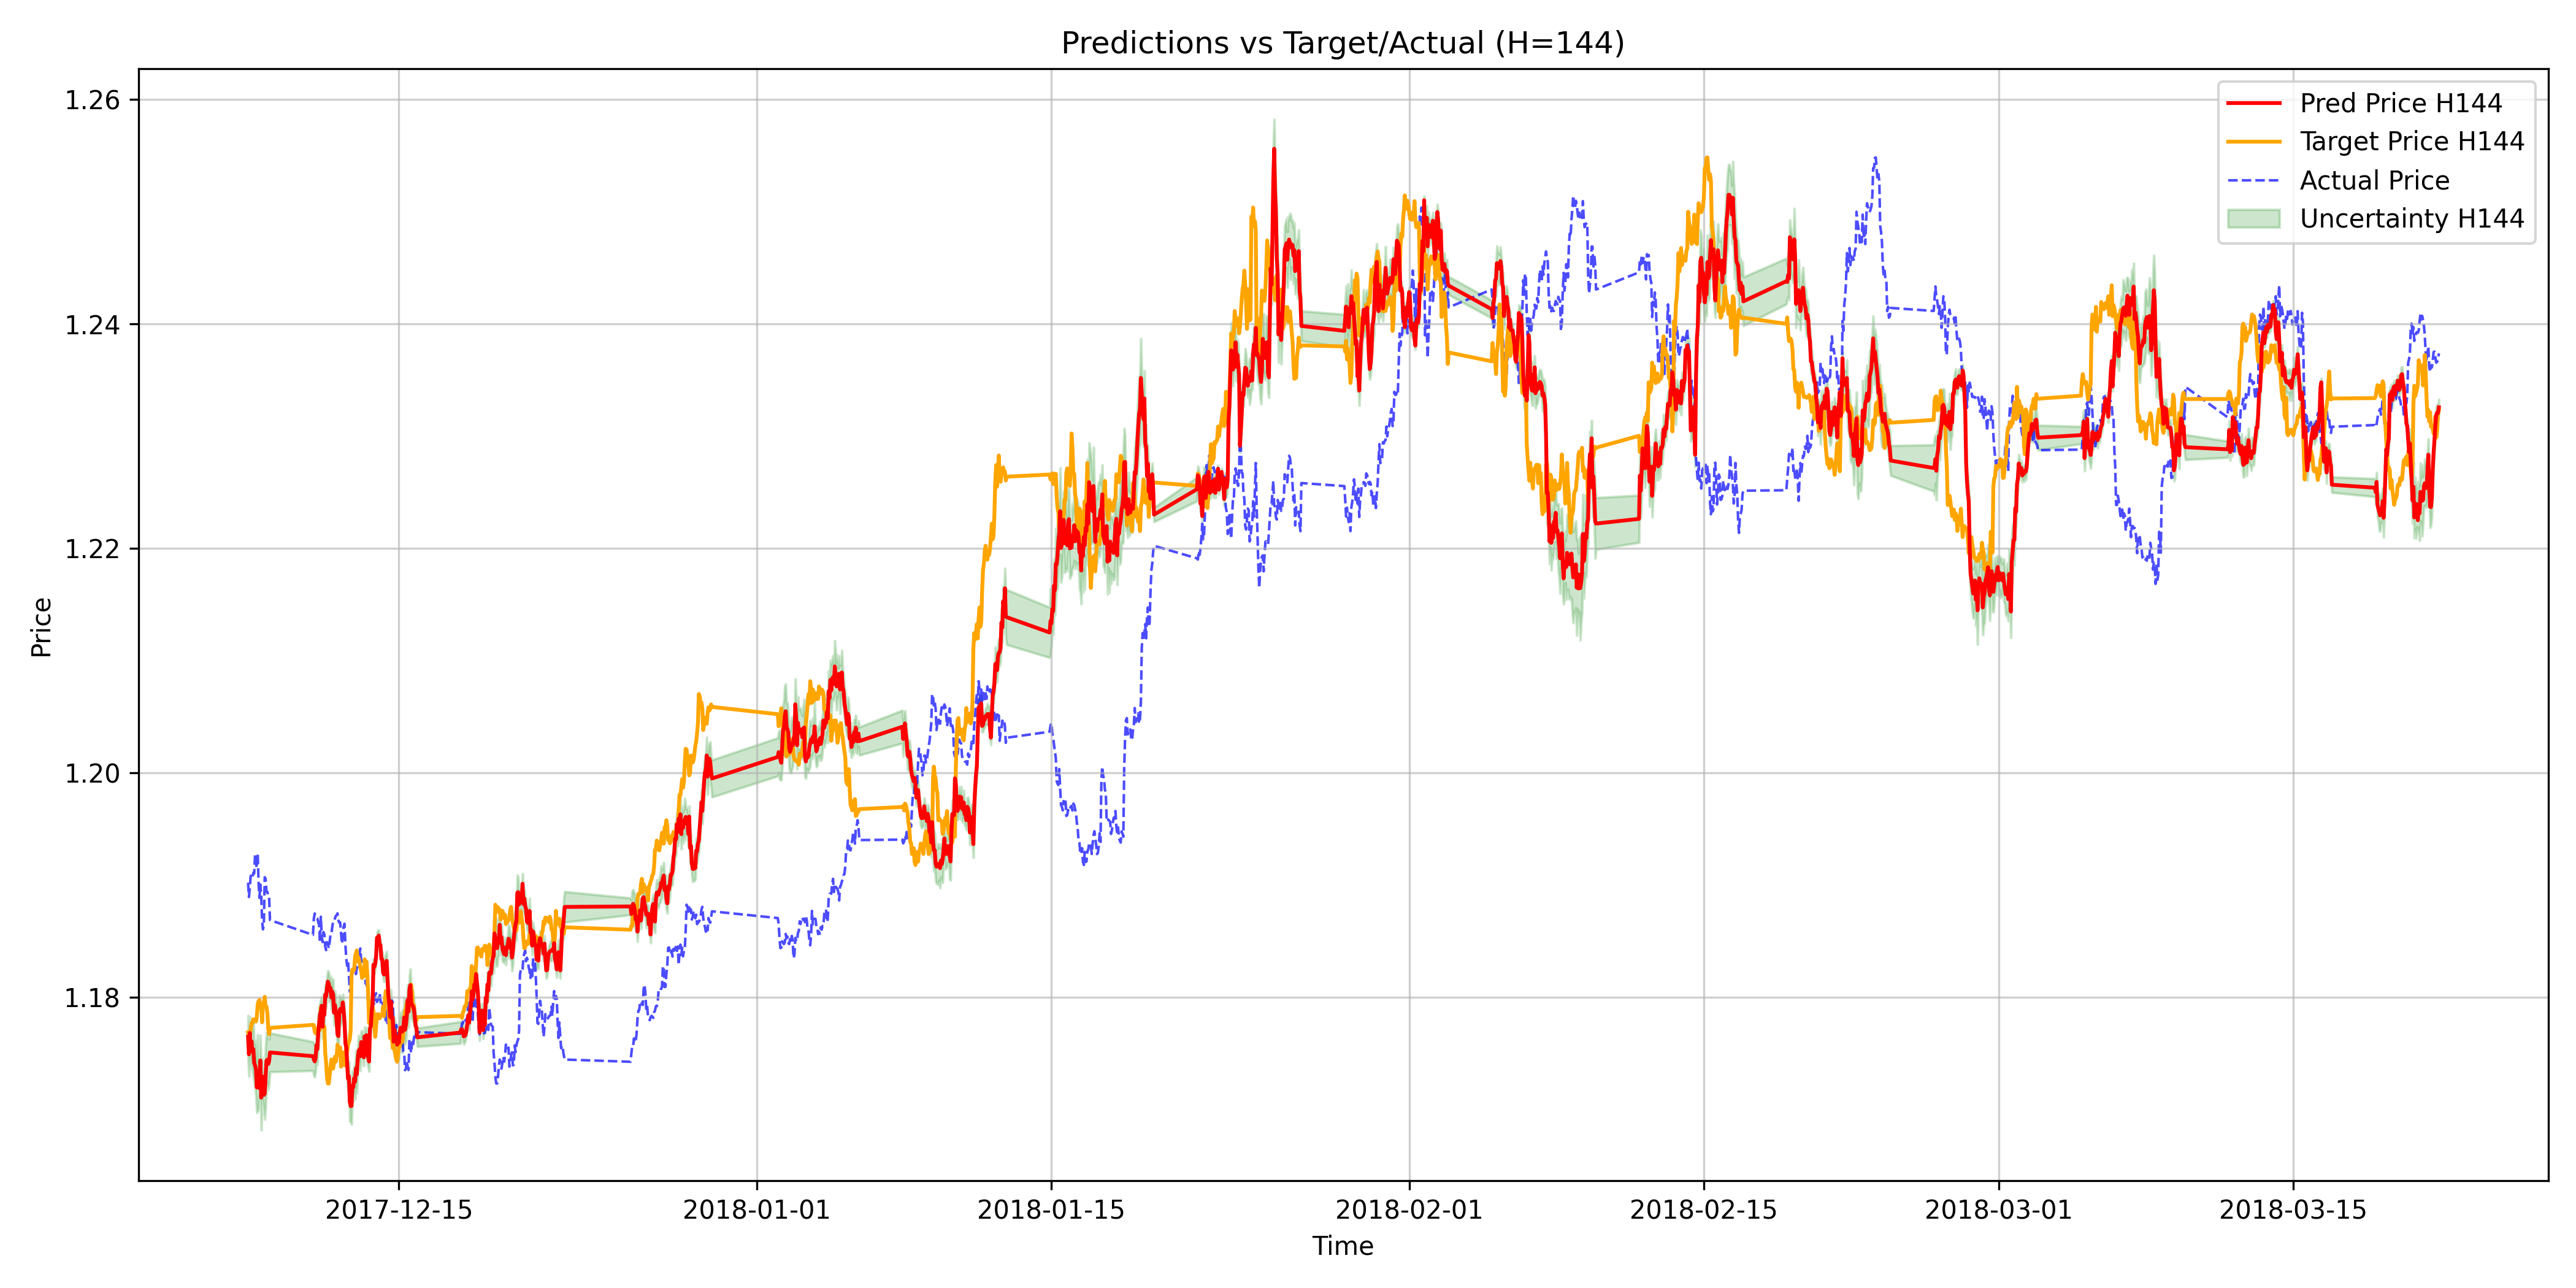 Predictions vs Target/Actual (H=144)
Pred Price H144
Target Price H144
Actual Price
Uncertainty H144
Price
1.26
1.24
1.22
1.20
1.18
2017-12-15
2018-01-01
2018-01-15
2018-02-01
2018-02-15
2018-03-01
2018-03-15
Time